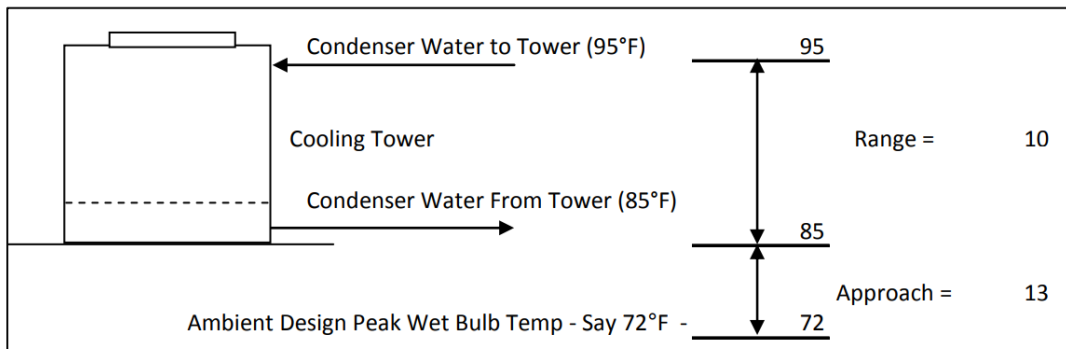 Condenser Water to Tower (95°F)
95
Cooling Tower
Range = 10
Condenser Water From Tower (85°F)
85
Approach = 13
Ambient Design Peak Wet Bulb Temp - Say 72°F -
72